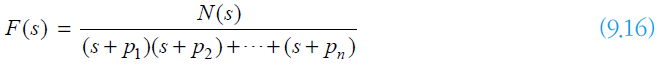 F(s) = N(s) / (s + p₁)(s + p₂) + ⋯ + (s + pₙ) (9.16)